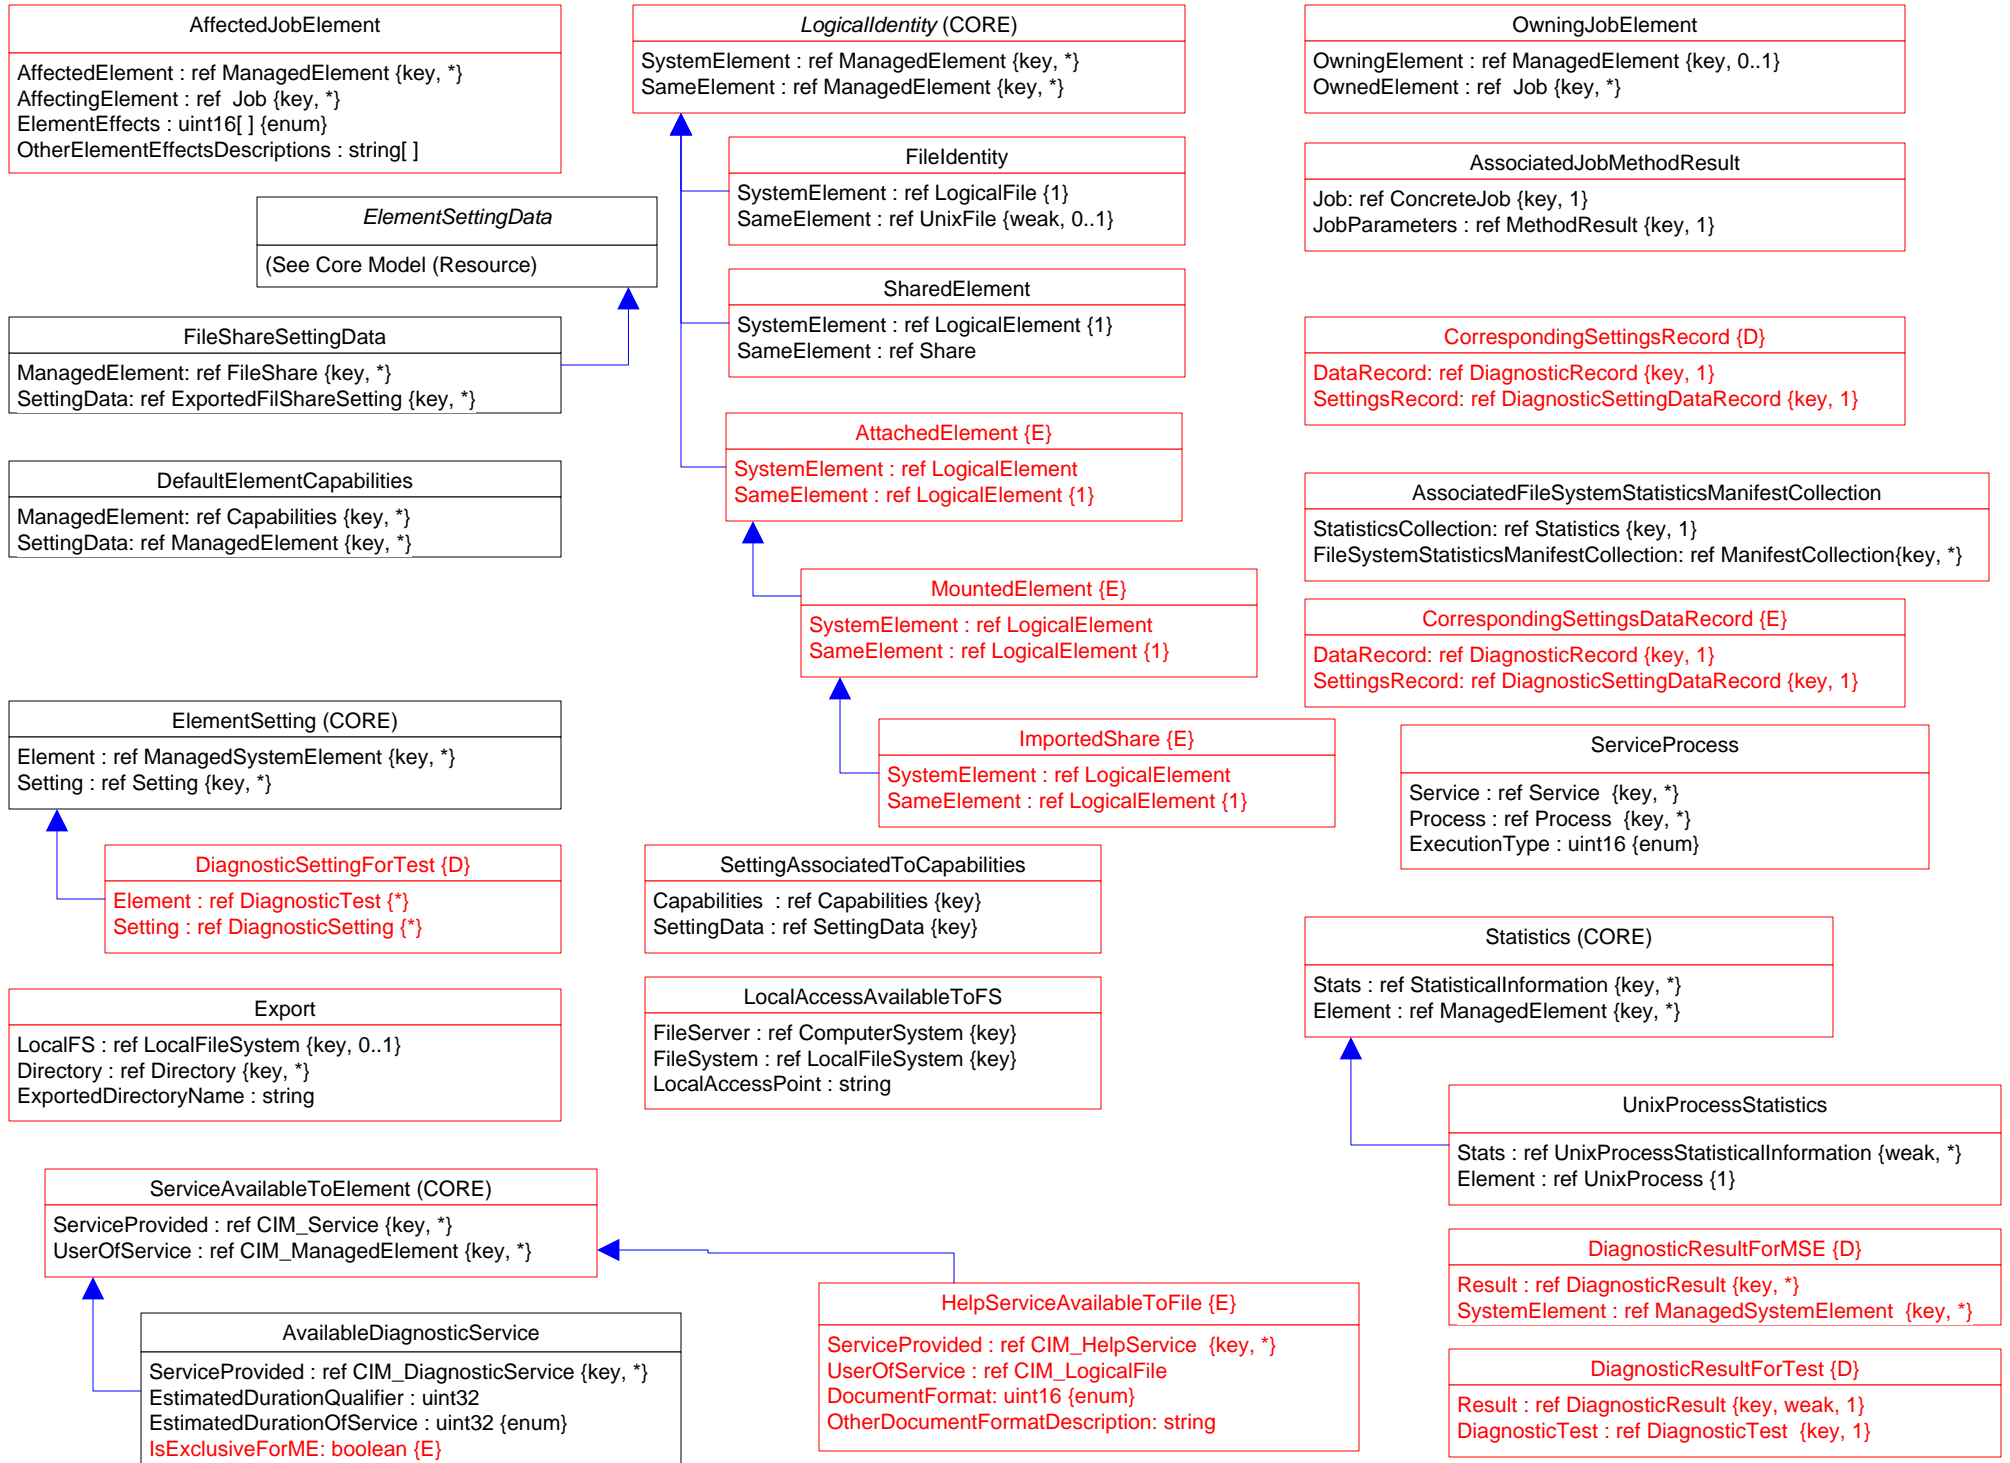 AffectedJobElement
AffectedElement : ref ManagedElement {key, *}
AffectingElement : ref  Job {key, *}
ElementEffects : uint16[ ] {enum}
OtherElementEffectsDescriptions : string[ ]
LogicalIdentity (CORE)
SystemElement : ref ManagedElement {key, *}
SameElement : ref ManagedElement {key, *}
OwningJobElement
OwningElement : ref ManagedElement {key, 0..1}
OwnedElement : ref  Job {key, *}
FileIdentity
SystemElement : ref LogicalFile {1}
SameElement : ref UnixFile {weak, 0..1}
AssociatedJobMethodResult
Job: ref ConcreteJob {key, 1}
JobParameters : ref MethodResult {key, 1}
ElementSettingData
(See Core Model (Resource)
SharedElement
SystemElement : ref LogicalElement {1}
SameElement : ref Share
FileShareSettingData
ManagedElement: ref FileShare {key, *}
SettingData: ref ExportedFilShareSetting {key, *}
CorrespondingSettingsRecord {D}
DataRecord: ref DiagnosticRecord {key, 1}
SettingsRecord: ref DiagnosticSettingDataRecord {key, 1}
AttachedElement {E}
SystemElement : ref LogicalElement
SameElement : ref LogicalElement {1}
DefaultElementCapabilities
ManagedElement: ref Capabilities {key, *}
SettingData: ref ManagedElement {key, *}
AssociatedFileSystemStatisticsManifestCollection
StatisticsCollection: ref Statistics {key, 1}
FileSystemStatisticsManifestCollection: ref ManifestCollection{key, *}
MountedElement {E}
SystemElement : ref LogicalElement
SameElement : ref LogicalElement {1}
CorrespondingSettingsDataRecord {E}
DataRecord: ref DiagnosticRecord {key, 1}
SettingsRecord: ref DiagnosticSettingDataRecord {key, 1}
ElementSetting (CORE)
Element : ref ManagedSystemElement {key, *}
Setting : ref Setting {key, *}
ImportedShare {E}
SystemElement : ref LogicalElement
SameElement : ref LogicalElement {1}
ServiceProcess
Service : ref Service  {key, *}
Process : ref Process  {key, *}
ExecutionType : uint16 {enum}
DiagnosticSettingForTest {D}
Element : ref DiagnosticTest {*}
Setting : ref DiagnosticSetting {*}
SettingAssociatedToCapabilities
Capabilities  : ref Capabilities {key}
SettingData : ref SettingData {key}
Statistics (CORE)
Stats : ref StatisticalInformation {key, *}
Element : ref ManagedElement {key, *}
Export
LocalFS : ref LocalFileSystem {key, 0..1}
Directory : ref Directory {key, *}
ExportedDirectoryName : string
LocalAccessAvailableToFS
FileServer : ref ComputerSystem {key}
FileSystem : ref LocalFileSystem {key}
LocalAccessPoint : string
UnixProcessStatistics
Stats : ref UnixProcessStatisticalInformation {weak, *}
Element : ref UnixProcess {1}
ServiceAvailableToElement (CORE)
ServiceProvided : ref CIM_Service {key, *}
UserOfService : ref CIM_ManagedElement {key, *}
DiagnosticResultForMSE {D}
Result : ref DiagnosticResult {key, *}
SystemElement : ref ManagedSystemElement  {key, *}
HelpServiceAvailableToFile {E}
ServiceProvided : ref CIM_HelpService  {key, *}
UserOfService : ref CIM_LogicalFile
DocumentFormat: uint16 {enum}
OtherDocumentFormatDescription: string
AvailableDiagnosticService
ServiceProvided : ref CIM_DiagnosticService {key, *}
EstimatedDurationQualifier : uint32
EstimatedDurationOfService : uint32 {enum}
IsExclusiveForME: boolean {E}
DiagnosticResultForTest {D}
Result : ref DiagnosticResult {key, weak, 1}
DiagnosticTest : ref DiagnosticTest  {key, 1}